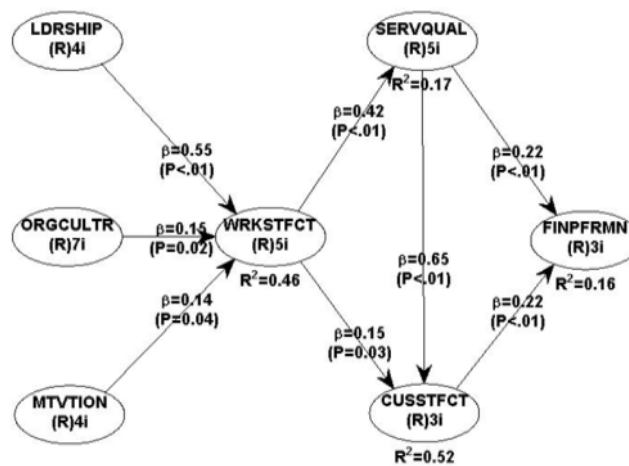 LDRSHIP
(R)4i
SERVQUAL
(R)5i
R²=0.17
β=0.55
(P<.01)
β=0.42
(P<.01)
β=0.22
(P<.01)
ORGCULTR
(R)7i
β=0.15
(P=0.02)
WRKSTFCT
(R)5i
R²=0.46
β=0.65
(P<.01)
FINPFRMN
(R)3i
R²=0.16
β=0.14
(P=0.04)
β=0.15
(P=0.03)
β=0.22
(P<.01)
MTVTION
(R)4i
CUSSTFCT
(R)3i
R²=0.52